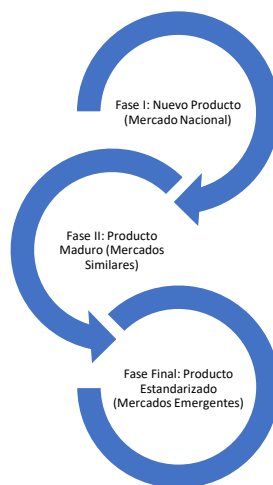 Fase I: Nuevo Producto
(Mercado Nacional)
Fase II: Producto
Maduro (Mercados
Similares)
Fase Final: Producto
Estandarizado
(Mercados Emergentes)